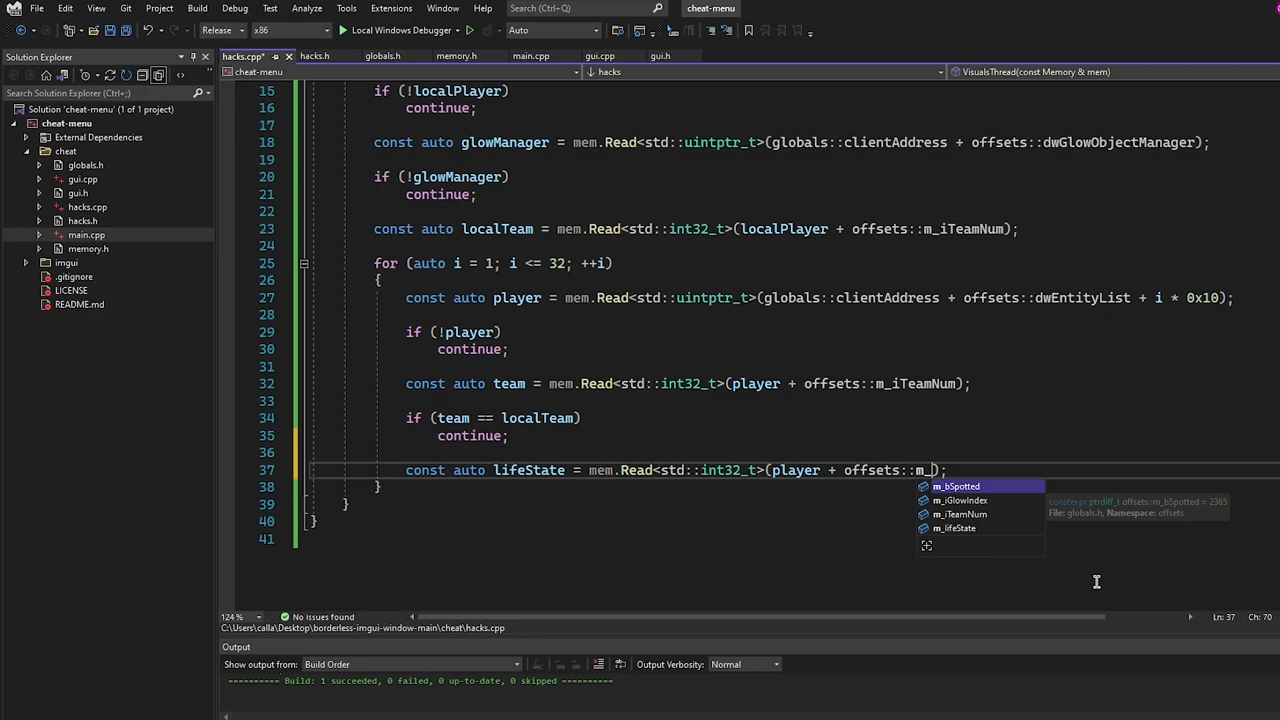 File Edit View Git Project Build Debug Test Analyze Tools Extensions Window Help Search (Ctrl+Q) cheat-menu
Release x86 Local Windows Debugger Auto
Solution Explorer
hacks.cpp* hacks.h globals.h memory.h main.cpp gui.cpp gui.h
cheat-menu hacks VisualsThread(const Memory & mem)
Search Solution Explorer (Ctrl+;)
Solution 'cheat-menu' (1 of 1 project)
cheat-menu
External Dependencies
cheat
globals.h
gui.cpp
gui.h
hacks.cpp
hacks.h
main.cpp
memory.h
imgui
.gitignore
LICENSE
README.md
15 if (!localPlayer)
16 continue;
17
18 const auto glowManager = mem.Read<std::uintptr_t>(globals::clientAddress + offsets::dwGlowObjectManager);
19
20 if (!glowManager)
21 continue;
22
23 const auto localTeam = mem.Read<std::int32_t>(localPlayer + offsets::m_iTeamNum);
24
25 for (auto i = 1; i <= 32; ++i)
26 {
27 const auto player = mem.Read<std::uintptr_t>(globals::clientAddress + offsets::dwEntityList + i * 0x10);
28
29 if (!player)
30 continue;
31
32 const auto team = mem.Read<std::int32_t>(player + offsets::m_iTeamNum);
33
34 if (team == localTeam)
35 continue;
36
37 const auto lifeState = mem.Read<std::int32_t>(player + offsets::m_);
38 }
39 }
40 }
41
m_bSpotted
m_iGlowIndex
m_iTeamNum
m_lifeState
constexpr ptrdiff_t offsets::m_bSpotted = 2365
File: globals.h, Namespace: offsets
124 % No issues found Ln: 37 Ch: 70
C:\Users\calla\Desktop\borderless-imgui-window-main\cheat\hacks.cpp
Output
Show output from: Build Order Output Verbosity: Normal
========== Build: 1 succeeded, 0 failed, 0 up-to-date, 0 skipped ==========